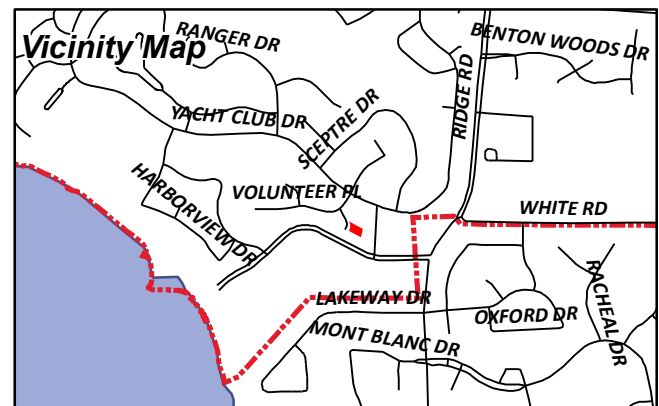 Vicinity Map
RANGER DR
BENTON WOODS DR
RIDGE RD
YACHT CLUB DR
SCEPTRE DR
HARBORVIEW DR
VOLUNTEER PL
WHITE RD
LAKEWAY DR
OXFORD DR
RACHEAL DR
MONT BLANC DR